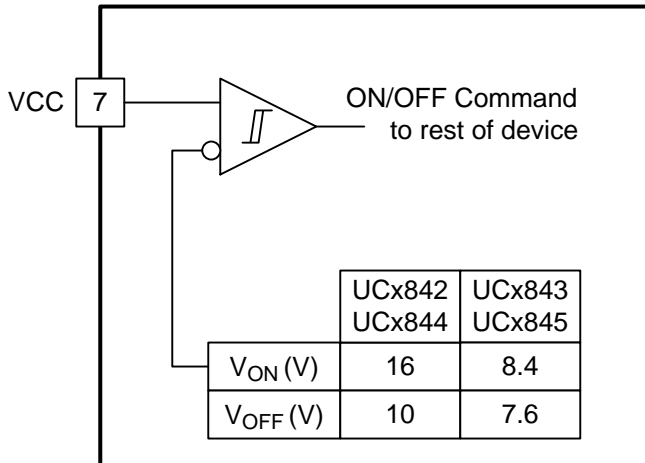 VCC 7
ON/OFF Command
to rest of device
UCx842 UCx843
UCx844 UCx845
VON (V) 16 8.4
VOFF (V) 10 7.6